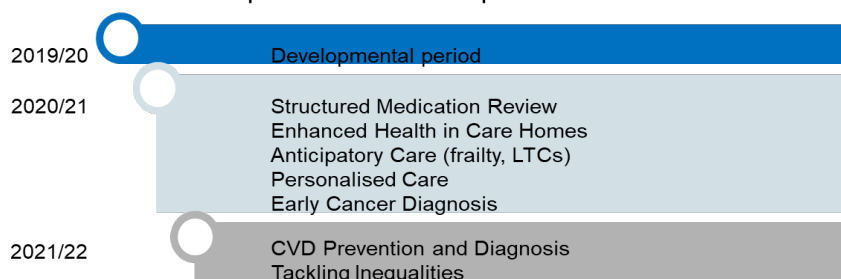 2019/20
Developmental period
2020/21
Structured Medication Review
Enhanced Health in Care Homes
Anticipatory Care (frailty, LTCs)
Personalised Care
Early Cancer Diagnosis
2021/22
CVD Prevention and Diagnosis
Tackling Inequalities